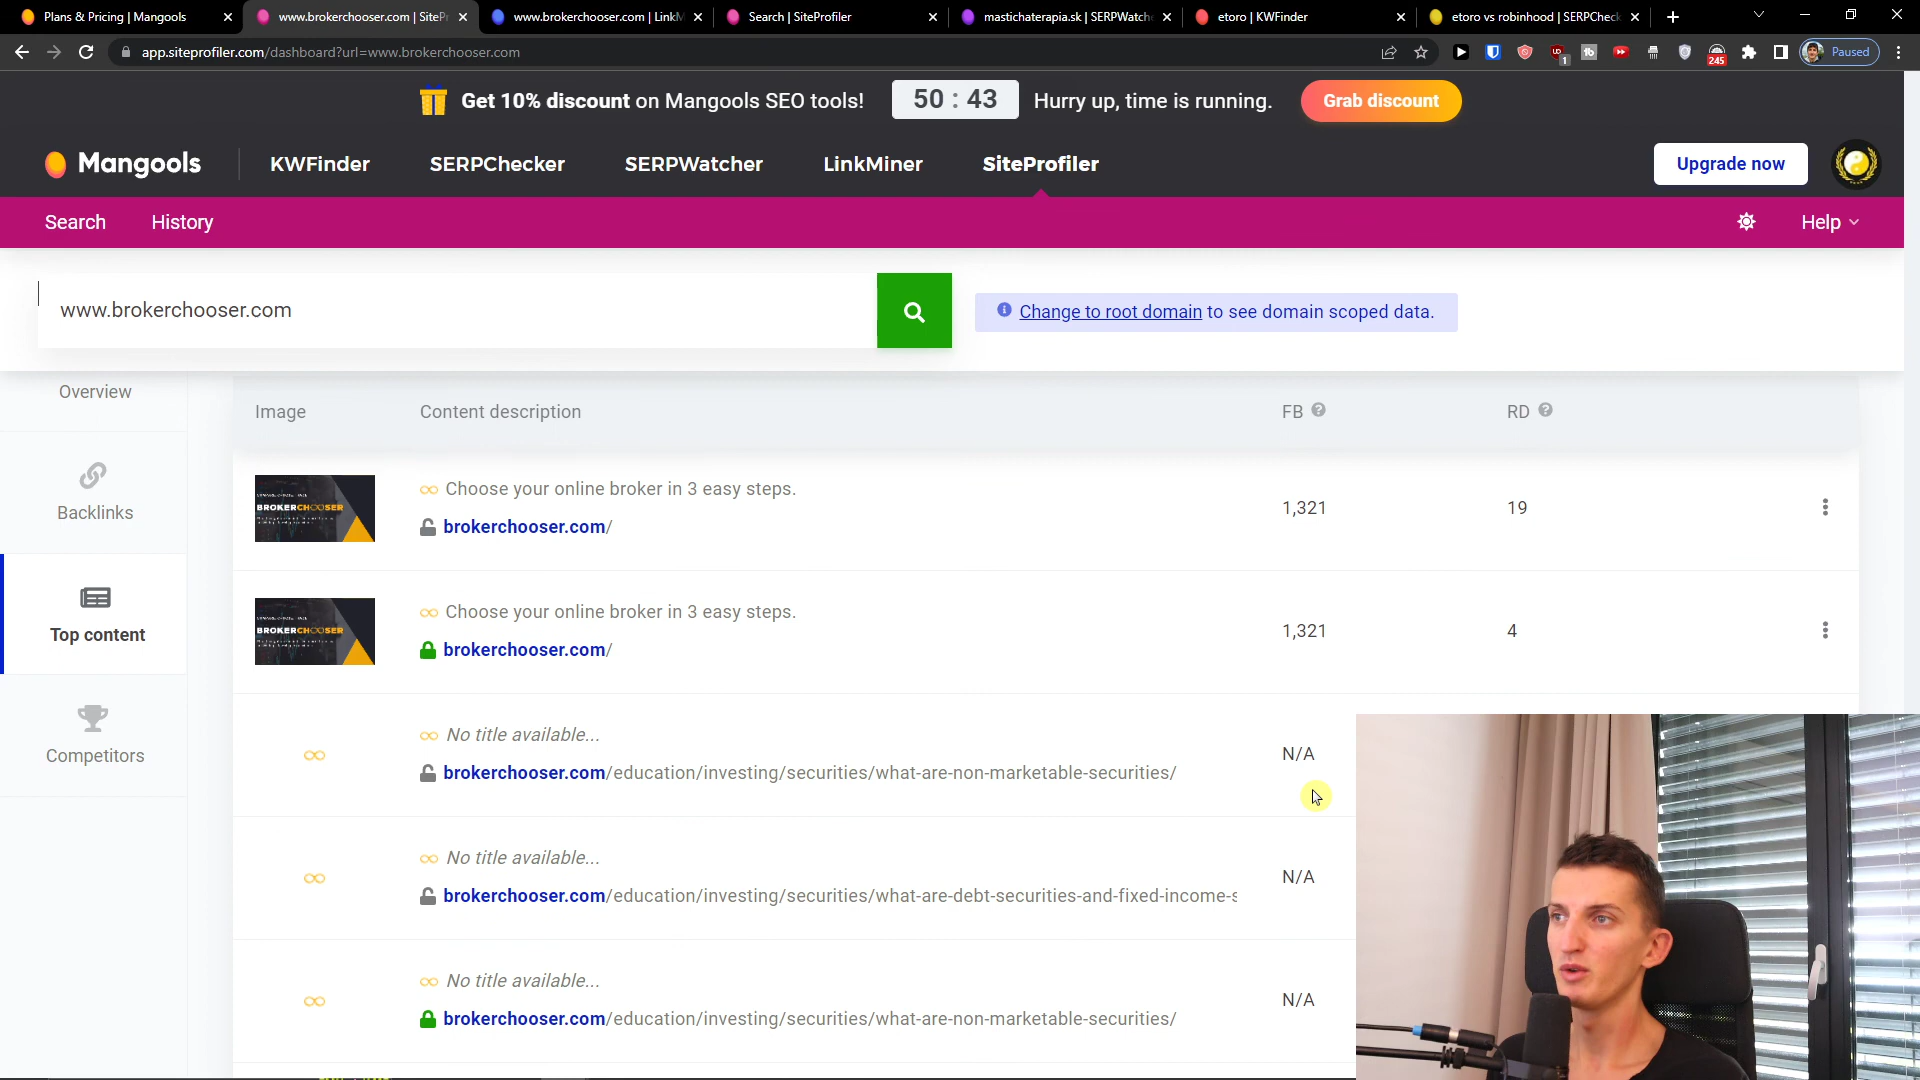 Plans & Pricing | Mangools
www.brokerchooser.com | SiteP
www.brokerchooser.com | LinkM
Search | SiteProfiler
mastichaterapia.sk | SERPWatch
etoro | KWFinder
etoro vs robinhood | SERPCheck
app.siteprofiler.com/dashboard?url=www.brokerchooser.com
1
245
Paused
Get 10% discount on Mangools SEO tools!
50 : 43
Hurry up, time is running.
Grab discount
Mangools
KWFinder
SERPChecker
SERPWatcher
LinkMiner
SiteProfiler
Upgrade now
Search
History
Help
www.brokerchooser.com
Change to root domain to see domain scoped data.
Overview
Backlinks
Top content
Competitors
Image
Content description
FB
RD
BROKERCHOOSER
Choose your online broker in 3 easy steps.
brokerchooser.com/
1,321
19
BROKERCHOOSER
Choose your online broker in 3 easy steps.
brokerchooser.com/
1,321
4
No title available...
brokerchooser.com/education/investing/securities/what-are-non-marketable-securities/
N/A
No title available...
brokerchooser.com/education/investing/securities/what-are-debt-securities-and-fixed-income-s
N/A
No title available...
brokerchooser.com/education/investing/securities/what-are-non-marketable-securities/
N/A